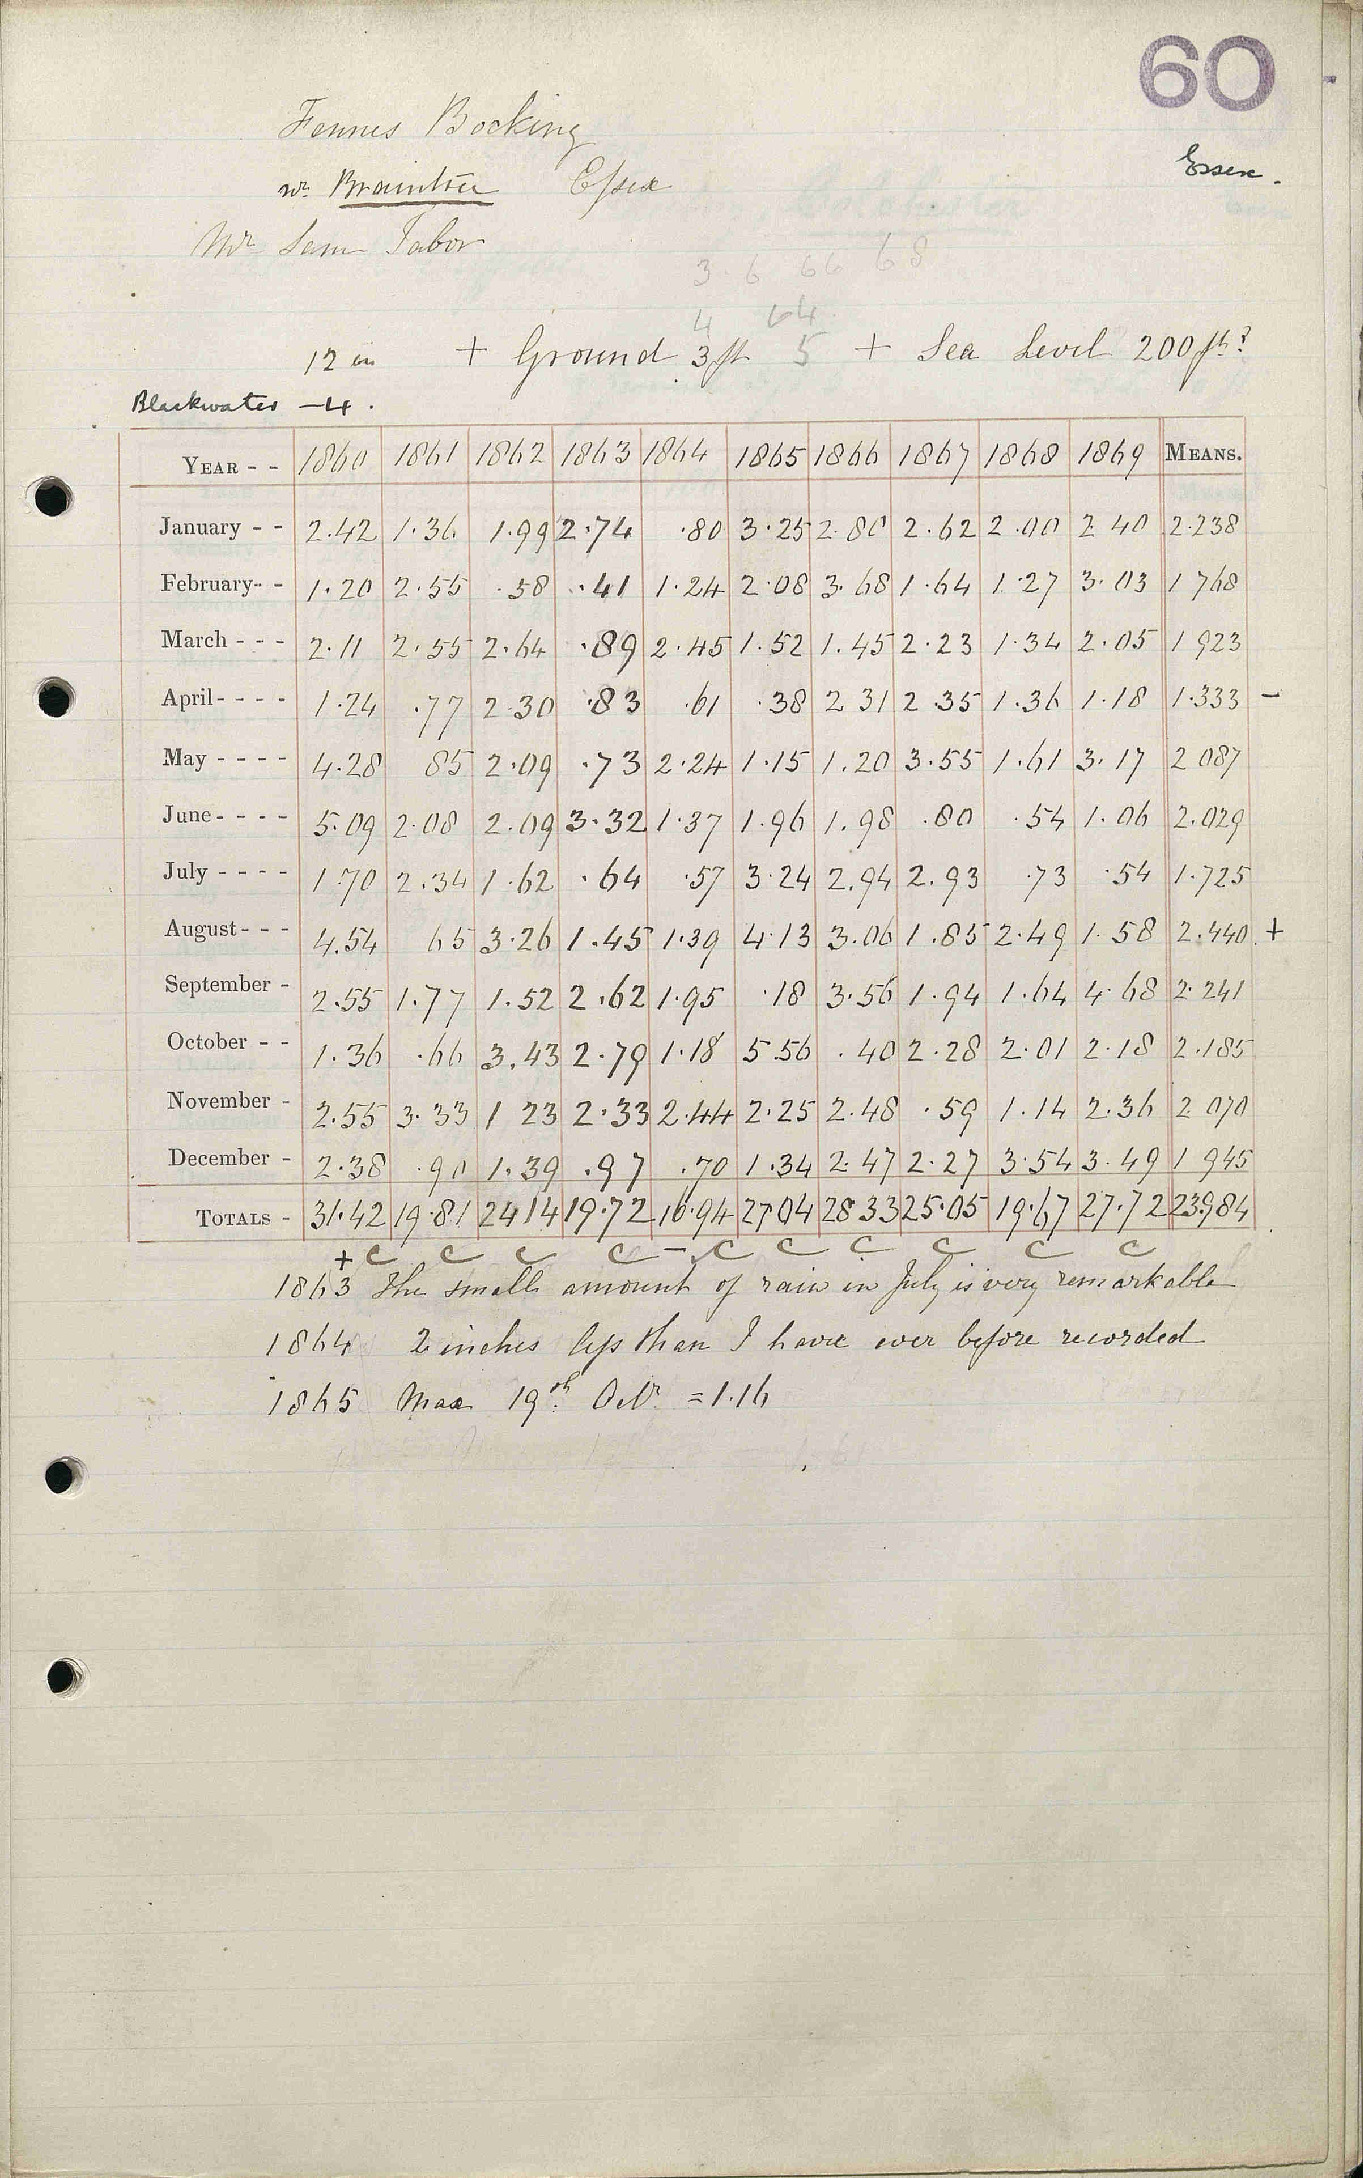 60
Essex.
Fennes Bocking
nr. Braintree Essex
Mr Sam Tabor
3 6 66 68
4 64
12 in + Ground 3 ft 5 + Sea Level 200 ft?
Blackwater —4.
YEAR - - 1860 1861 1862 1863 1864 1865 1866 1867 1868 1869 MEANS.
January - - 2.42 1.36 1.99 2.74 .80 3.25 2.80 2.62 2.00 2.40 2.238
February- - 1.20 2.55 .58 .41 1.24 2.08 3.68 1.64 1.27 3.03 1 768
March - - - 2.11 2.55 2.64 .89 2.45 1.52 1.45 2.23 1.34 2.05 1 923
April- - - - 1.24 .77 2.30 .83 .61 .38 2 31 2.35 1.36 1.18 1.333 —
May - - - - 4.28 85 2.09 .73 2.24 1.15 1.20 3.55 1.61 3.17 2 087
June- - - - 5.09 2.08 2.09 3.32 1.37 1.96 1.98 .80 .54 1.06 2.029
July - - - - 1.70 2.34 1.62 .64 .57 3.24 2.94 2.93 .73 .54 1.725
August- - - 4.54 65 3.26 1.45 1.39 4.13 3.06 1.85 2.49 1.58 2.440 +
September - 2.55 1.77 1.52 2.62 1.95 .18 3.56 1.94 1.64 4.68 2.241
October - - 1.36 .66 3.43 2.79 1.18 5.56 .40 2.28 2.01 2.18 2.185
November - 2.55 3.33 1 23 2.33 2.44 2.25 2.48 .59 1.14 2.36 2 070
December - 2.38 .90 1.39 .97 .70 1.34 2.47 2.27 3.54 3.49 1 945
TOTALS - 31.42 19.81 24 14 19.72 16.94 27.04 28 33 25.05 19.67 27.72 23.984
+ c c c c — c c c c c c
1863 The small amount of rain in July is very remarkable
1864 2 inches less than I have ever before recorded
1865 Max 19th. Octr. = 1.16